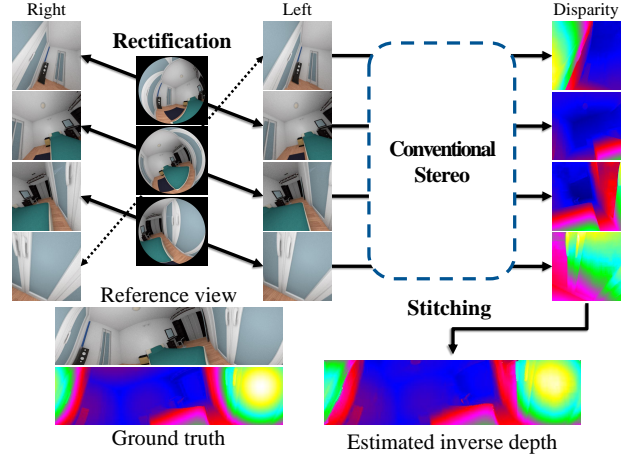 Right
Left
Disparity
Rectification
Conventional
Stereo
Reference view
Stitching
Ground truth
Estimated inverse depth